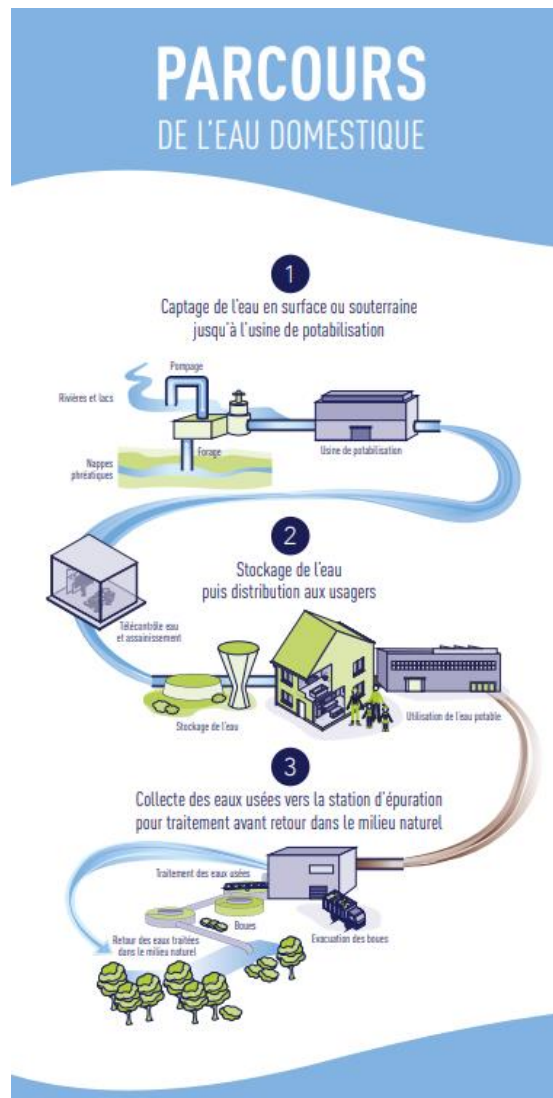 PARCOURS
DE L'EAU DOMESTIQUE
1
Captage de l'eau en surface ou souterraine
jusqu'à l'usine de potabilisation
Pompage
Rivières et lacs
Forage
Usine de potabilisation
Nappes
phréatiques
2
Stockage de l'eau
puis distribution aux usagers
Télécontrôle eau
et assainissement
Stockage de l'eau
Utilisation de l'eau potable
3
Collecte des eaux usées vers la station d'épuration
pour traitement avant retour dans le milieu naturel
Traitement des eaux usées
Boues
Retour des eaux traitées
dans le milieu naturel
Evacuation des boues